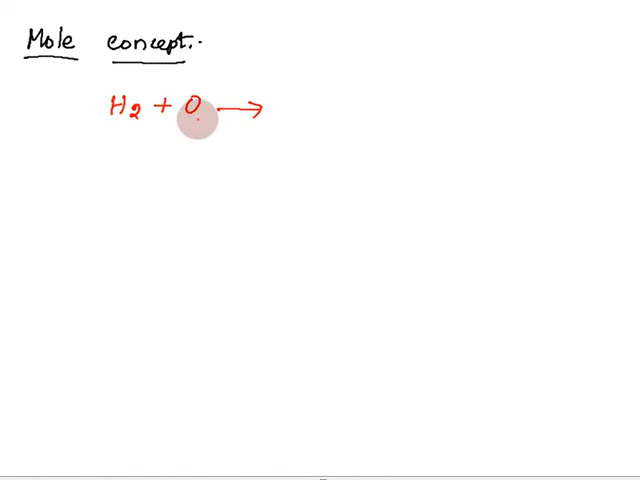 Mole concept..
H₂ + O →